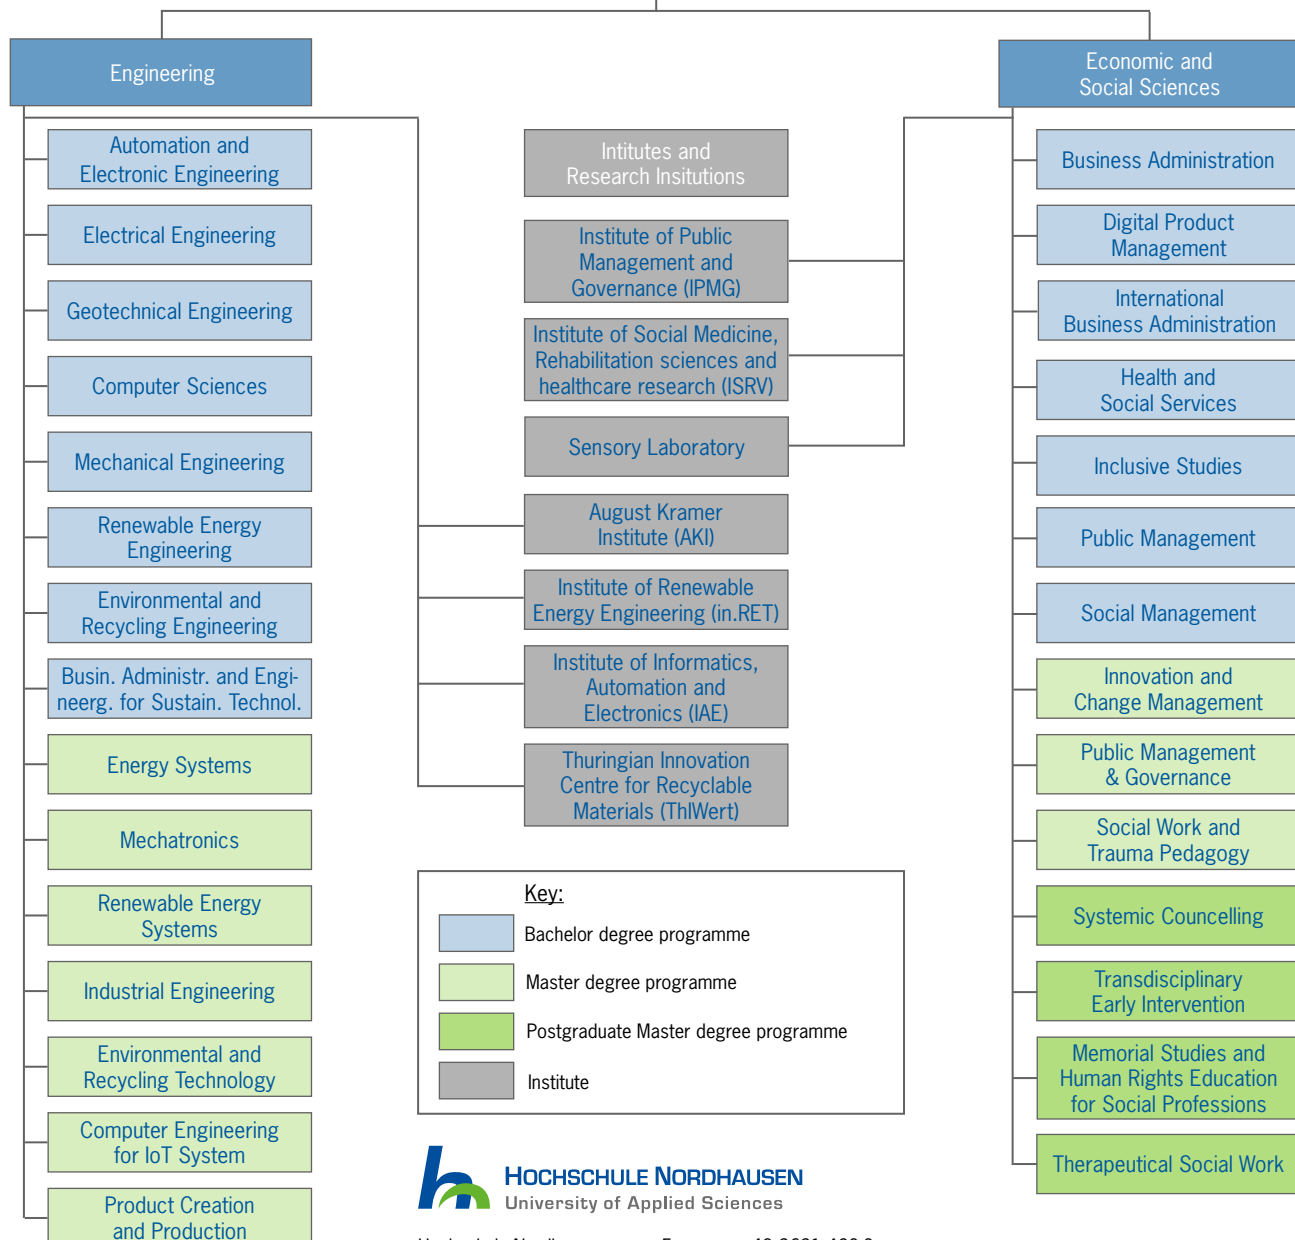 Engineering
Automation and
Electronic Engineering
Electrical Engineering
Geotechnical Engineering
Computer Sciences
Mechanical Engineering
Renewable Energy
Engineering
Environmental and
Recycling Engineering
Busin. Administr. and Engi-
neerg. for Sustain. Technol.
Energy Systems
Mechatronics
Renewable Energy
Systems
Industrial Engineering
Environmental and
Recycling Technology
Computer Engineering
for IoT System
Product Creation
and Production
Intitutes and
Research Insitutions
Institute of Public
Management and
Governance (IPMG)
Institute of Social Medicine,
Rehabilitation sciences and
healthcare research (ISRV)
Sensory Laboratory
August Kramer
Institute (AKI)
Institute of Renewable
Energy Engineering (in.RET)
Institute of Informatics,
Automation and
Electronics (IAE)
Thuringian Innovation
Centre for Recyclable
Materials (ThIWert)
Key:
Bachelor degree programme
Master degree programme
Postgraduate Master degree programme
Institute
HOCHSCHULE NORDHAUSEN
University of Applied Sciences
Economic and
Social Sciences
Business Administration
Digital Product
Management
International
Business Administration
Health and
Social Services
Inclusive Studies
Public Management
Social Management
Innovation and
Change Management
Public Management
& Governance
Social Work and
Trauma Pedagogy
Systemic Councelling
Transdisciplinary
Early Intervention
Memorial Studies and
Human Rights Education
for Social Professions
Therapeutical Social Work